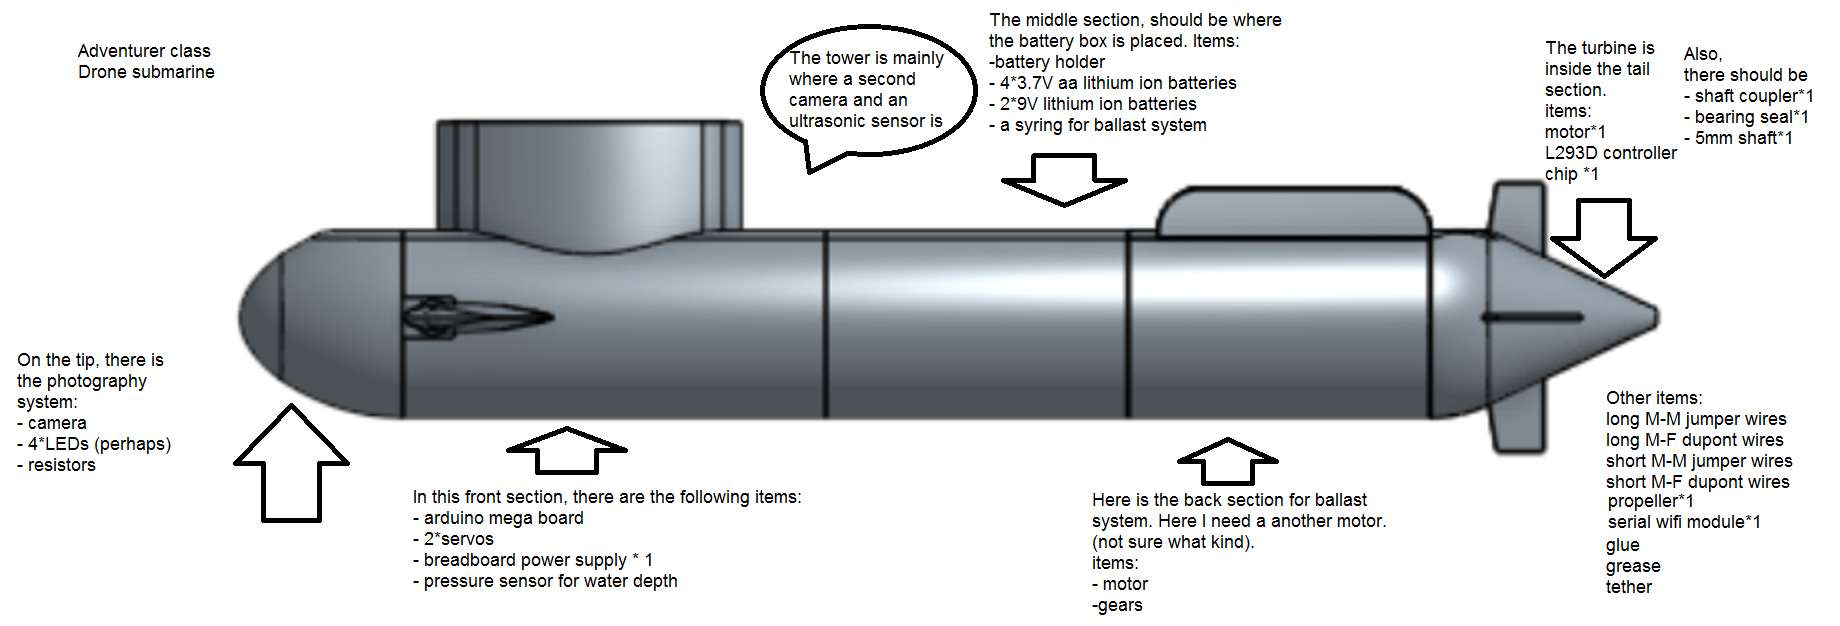 Adventurer class
Drone submarine
The tower is mainly
where a second
camera and an
ultrasonic sensor is
The middle section, should be where
the battery box is placed. Items:
-battery holder
- 4*3.7V aa lithium ion batteries
- 2*9V lithium ion batteries
- a syring for ballast system
The turbine is
inside the tail
section.
items:
motor*1
L293D controller
chip *1
Also,
there should be
- shaft coupler*1
- bearing seal*1
- 5mm shaft*1
On the tip, there is
the photography
system:
- camera
- 4*LEDs (perhaps)
- resistors
In this front section, there are the following items:
- arduino mega board
- 2*servos
- breadboard power supply * 1
- pressure sensor for water depth
Here is the back section for ballast
system. Here I need a another motor.
(not sure what kind).
items:
- motor
-gears
Other items:
long M-M jumper wires
long M-F dupont wires
short M-M jumper wires
short M-F dupont wires
propeller*1
serial wifi module*1
glue
grease
tether